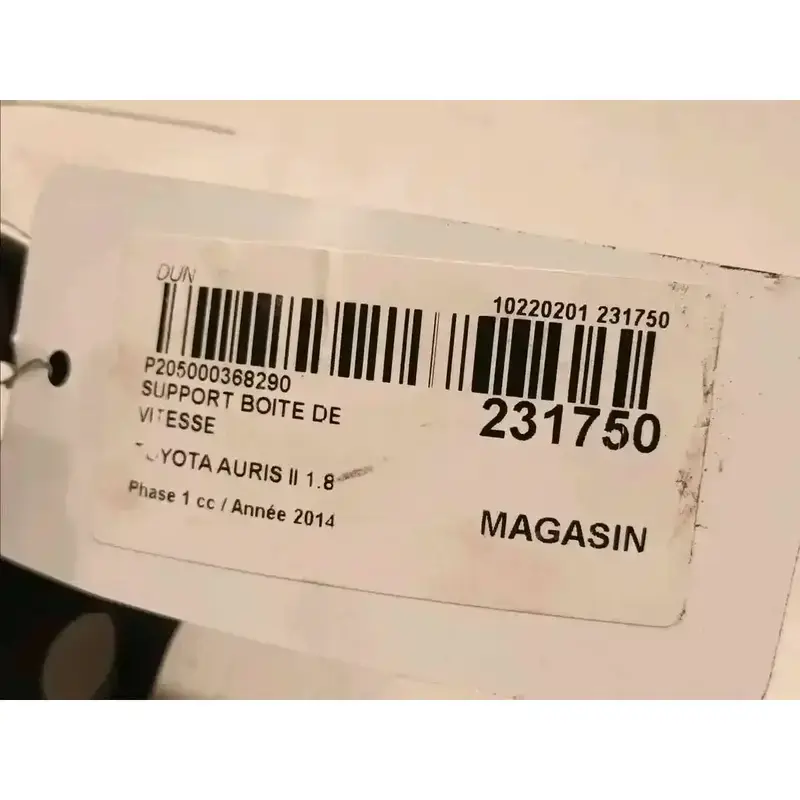 DUN
10220201 231750
P205000368290
231750
SUPPORT BOITE DE
VITESSE
TOYOTA AURIS II 1.8
Phase 1 cc / Année 2014
MAGASIN